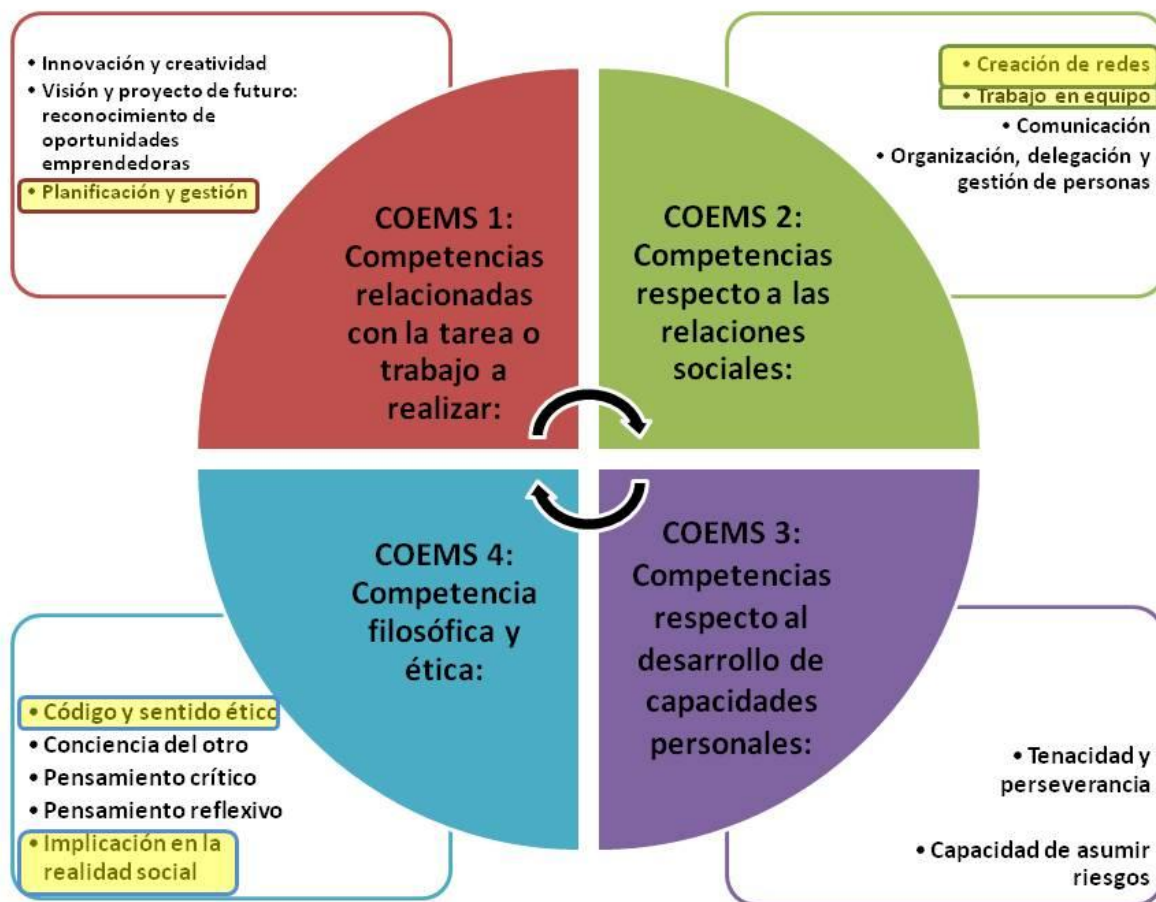 • Innovación y creatividad
• Visión y proyecto de futuro:
reconocimiento de
oportunidades
emprendedoras
• Planificación y gestión
COEMS 1:
Competencias
relacionadas
con la tarea o
trabajo a
realizar:
• Creación de redes
• Trabajo en equipo
• Comunicación
• Organización, delegación y
gestión de personas
COEMS 2:
Competencias
respecto a las
relaciones
sociales:
COEMS 4:
Competencia
filosófica y
ética:
• Código y sentido ético
• Conciencia del otro
• Pensamiento crítico
• Pensamiento reflexivo
• Implicación en la
realidad social
COEMS 3:
Competencias
respecto al
desarrollo de
capacidades
personales:
• Tenacidad y
perseverancia
• Capacidad de asumir
riesgos